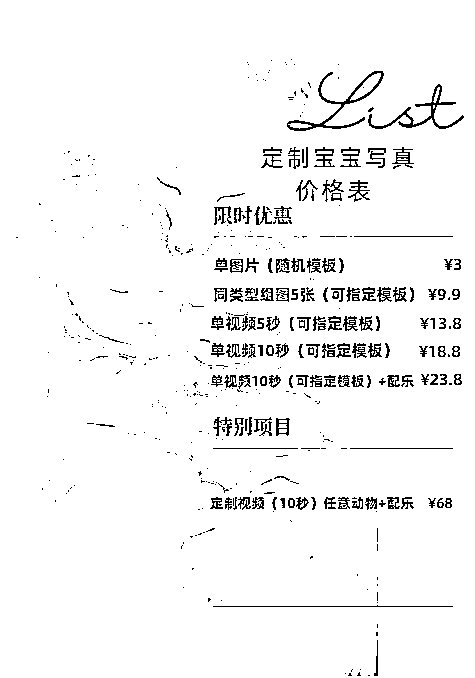 List
定制宝宝写真
价格表
限时优惠
单图片（随机模板） ¥3
同类型组图5张（可指定模板） ¥9.9
单视频5秒（可指定模板） ¥13.8
单视频10秒（可指定模板） ¥18.8
单视频10秒（可指定模板）+配乐 ¥23.8
特别项目
定制视频（10秒）任意动物+配乐 ¥68